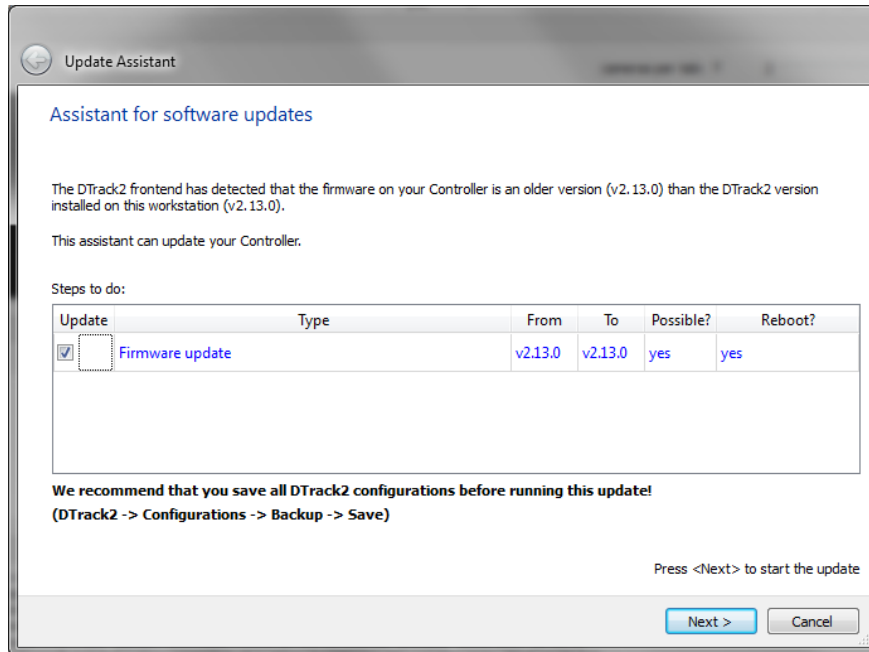 Update Assistant
Assistant for software updates
The DTrack2 frontend has detected that the firmware on your Controller is an older version (v2.13.0) than the DTrack2 version
installed on this workstation (v2.13.0).
This assistant can update your Controller.
Steps to do:
Update Type From To Possible? Reboot?
Firmware update v2.13.0 v2.13.0 yes yes
We recommend that you save all DTrack2 configurations before running this update!
(DTrack2 -> Configurations -> Backup -> Save)
Press <Next> to start the update
Next > Cancel